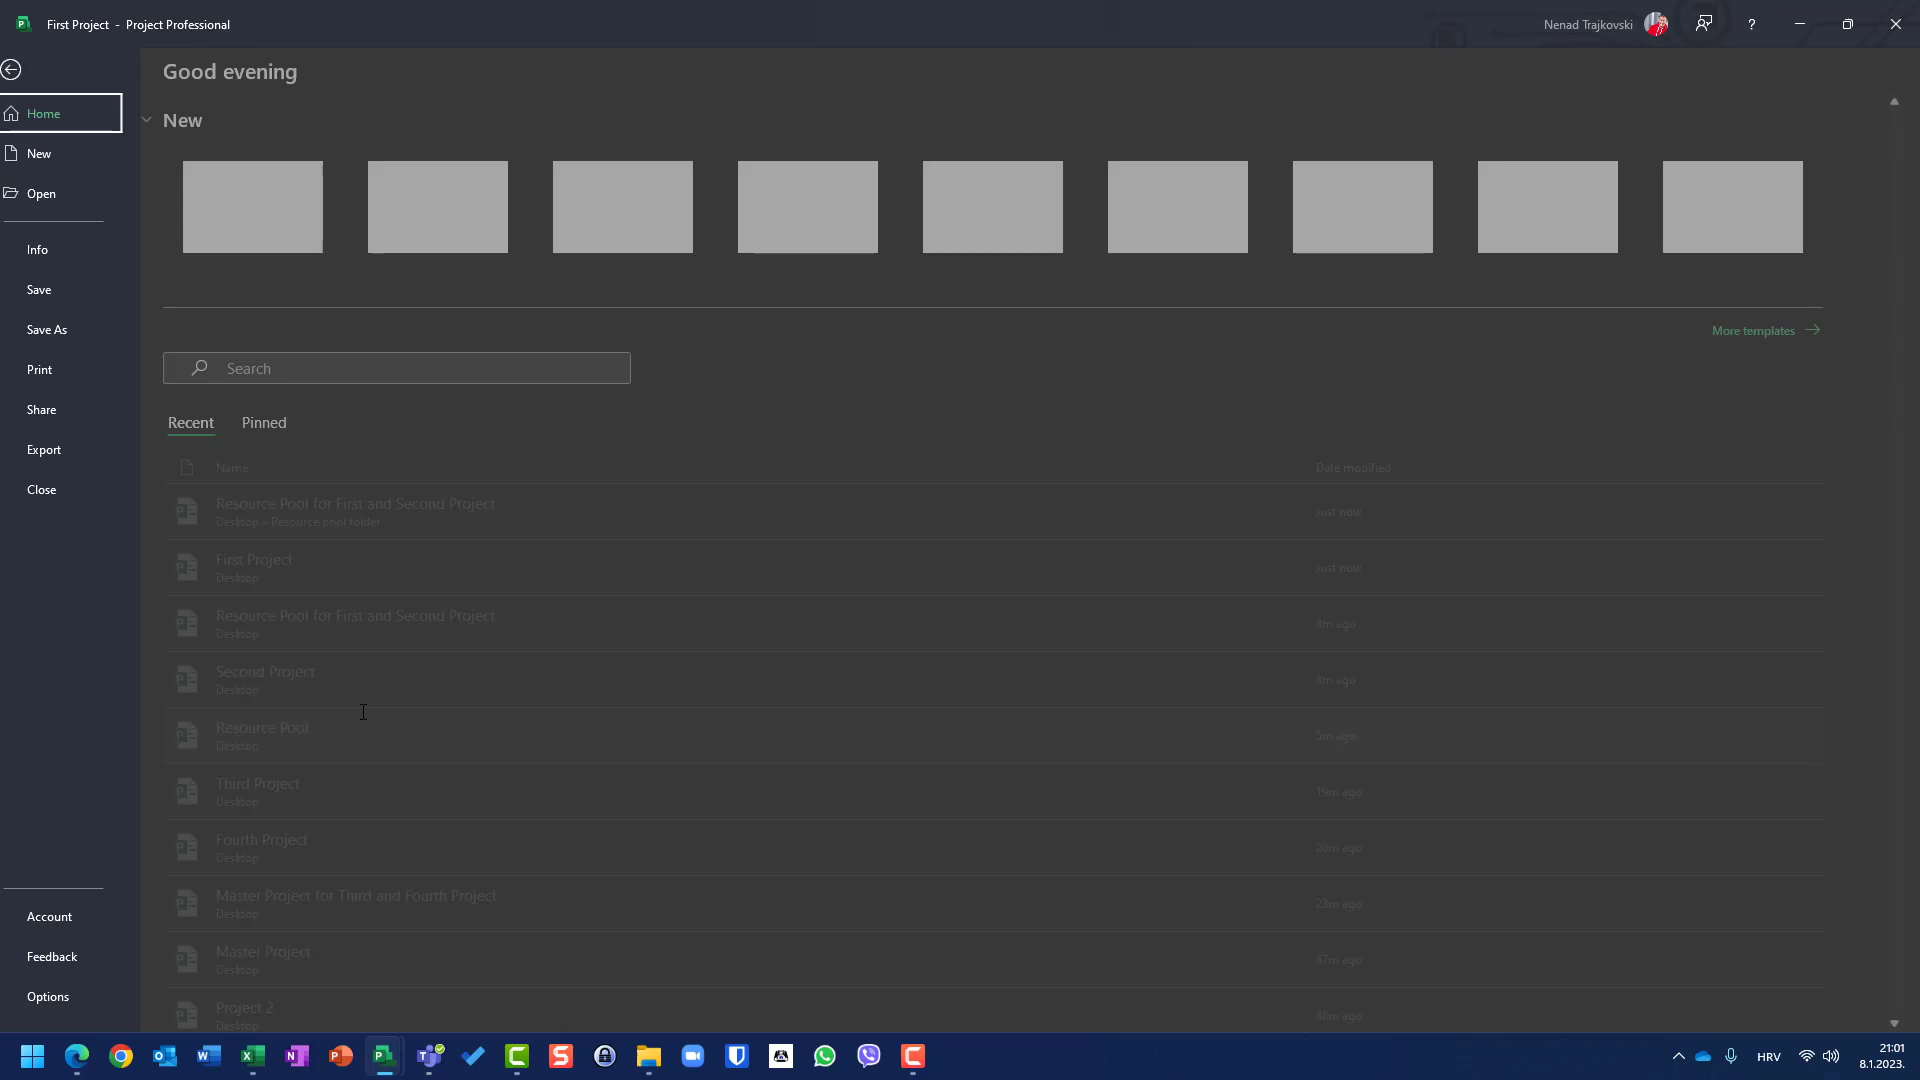 First Project - Project Professional
Nenad Trajkovski
?
Good evening
Home
New
New
Open
Info
Save
Save As
Print
Share
Export
Close
More templates
Search
Recent
Pinned
Name
Date modified
Resource Pool for First and Second Project
Desktop » Resource pool folder
Just now
First Project
Desktop
Just now
Resource Pool for First and Second Project
Desktop
4m ago
Second Project
Desktop
4m ago
Resource Pool
Desktop
5m ago
Third Project
Desktop
19m ago
Fourth Project
Desktop
20m ago
Master Project for Third and Fourth Project
Desktop
23m ago
Master Project
Desktop
47m ago
Project 2
Desktop
48m ago
Account
Feedback
Options
HRV
21:01
8.1.2023.